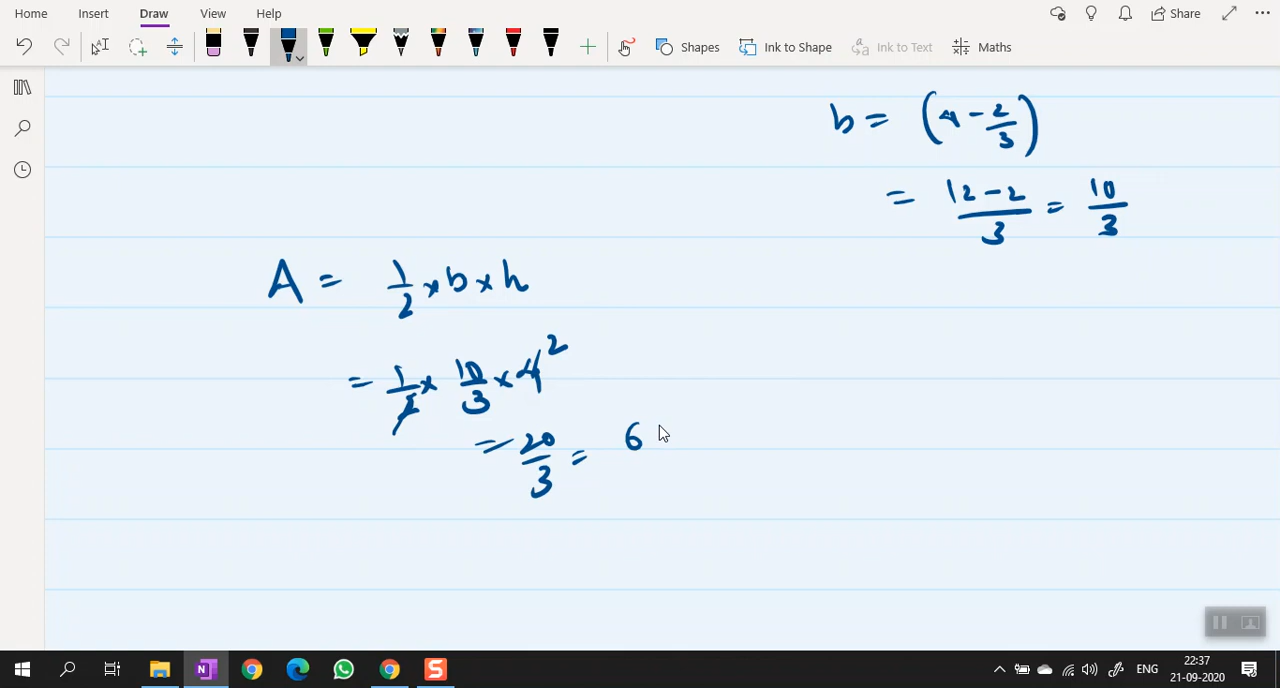 Home Insert Draw View Help Share
Shapes Ink to Shape Ink to Text Maths
b = (4 - 2/3)
= 12 - 2/3 = 10/3
A = 1/2 × b × h
= 1/2 × 10/3 × 4 2
= 20/3 = 6
ENG 22:37
21-09-2020